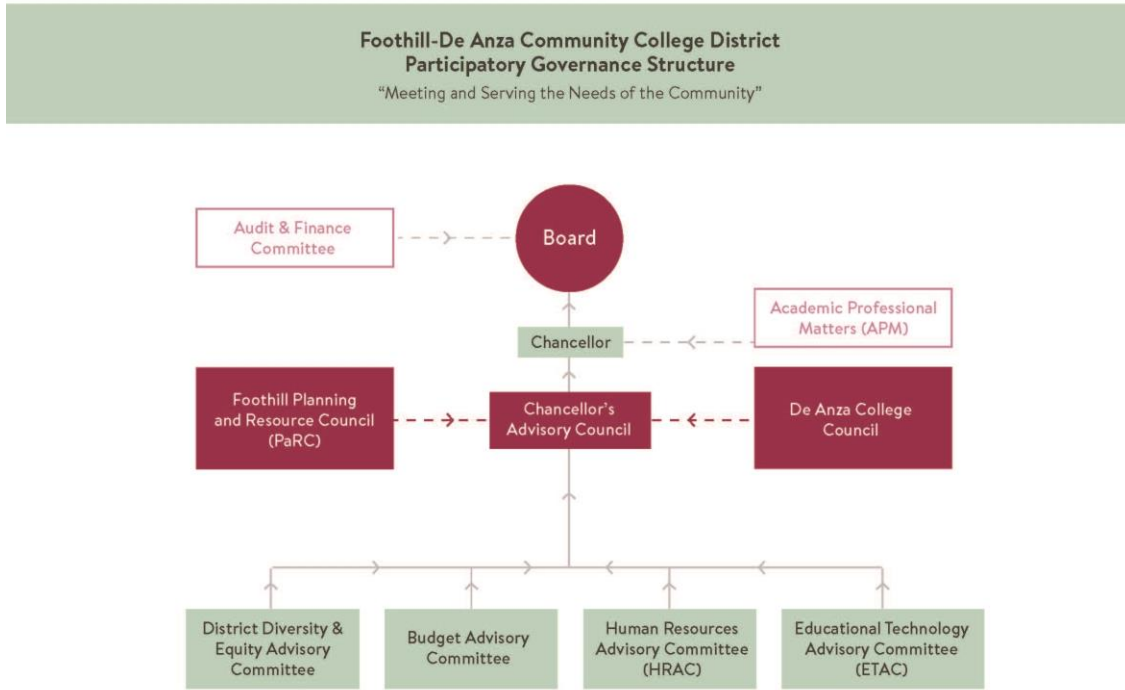 Foothill-De Anza Community College District
Participatory Governance Structure
“Meeting and Serving the Needs of the Community”
Audit & Finance
Committee
Board
Academic Professional
Matters (APM)
Chancellor
Foothill Planning
and Resource Council
(PaRC)
Chancellor’s
Advisory Council
De Anza College
Council
District Diversity &
Equity Advisory
Committee
Budget Advisory
Committee
Human Resources
Advisory Committee
(HRAC)
Educational Technology
Advisory Committee
(ETAC)